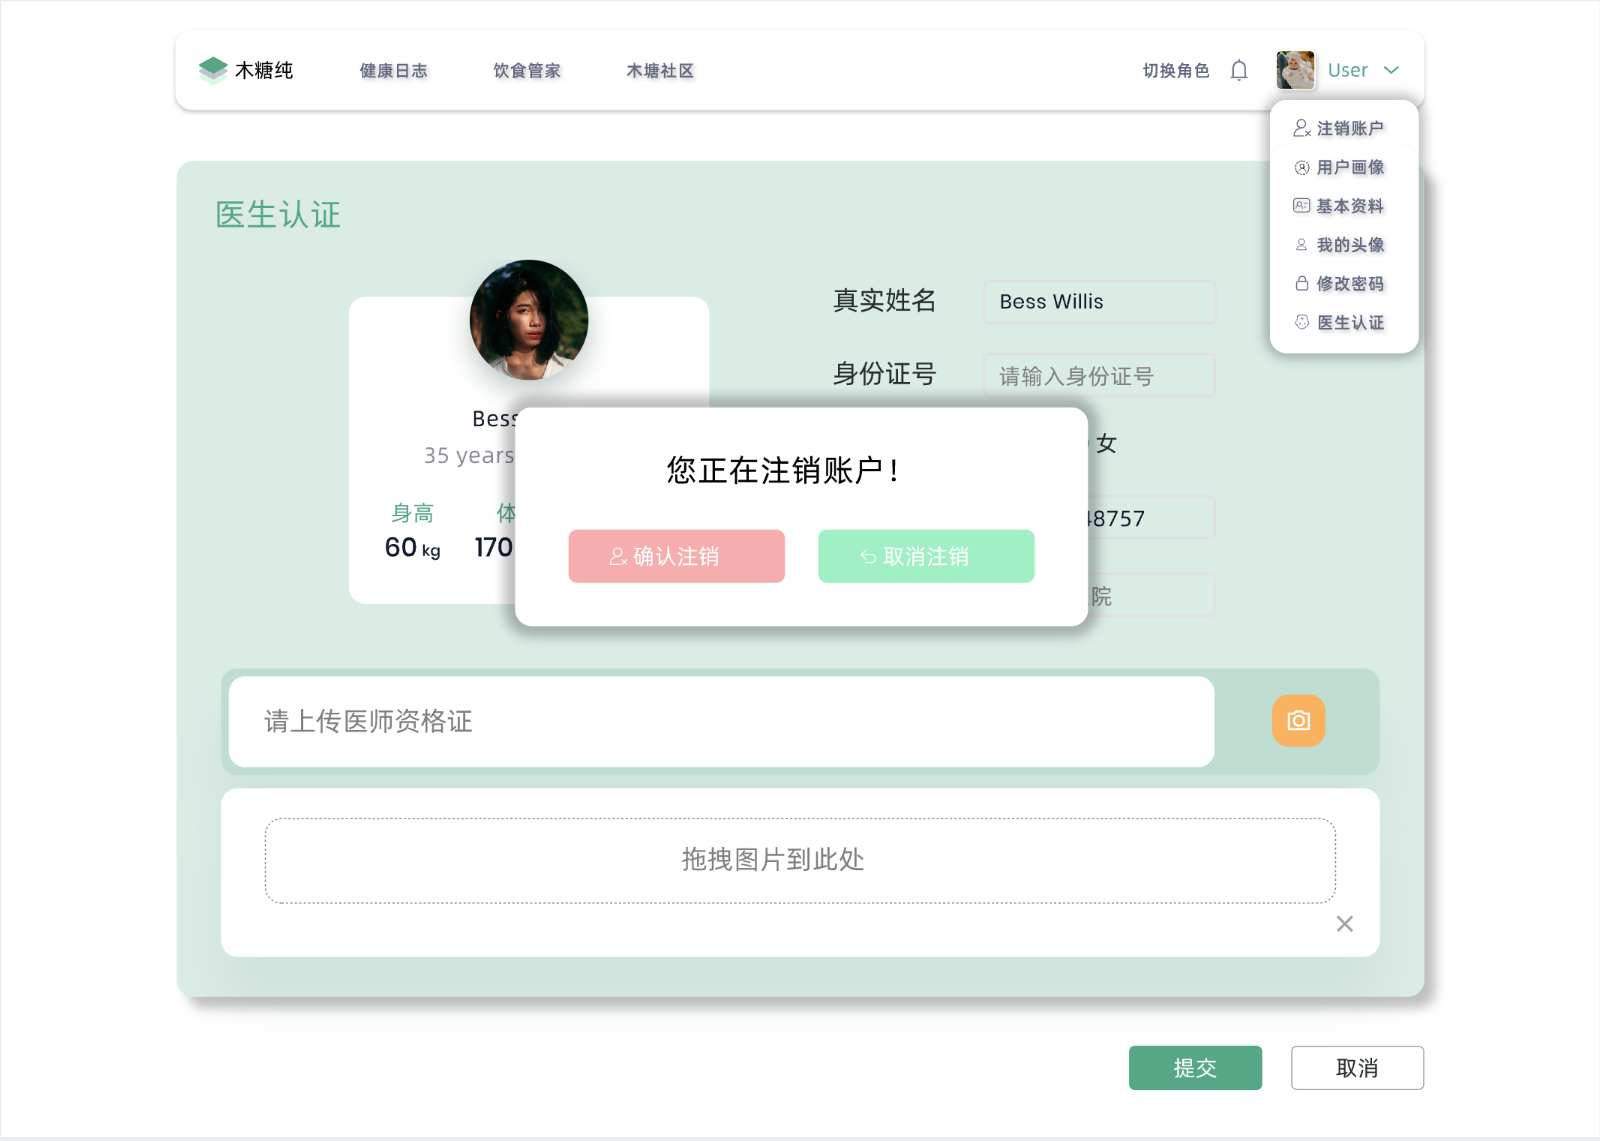 木糖纯
健康日志
饮食管家
木塘社区
切换角色
User
注销账户
用户画像
基本资料
我的头像
修改密码
医生认证
医生认证
真实姓名
Bess Willis
身份证号
请输入身份证号
女
Bess
35 years
身高
体
60 kg
170
48757
院
您正在注销账户！
确认注销
取消注销
请上传医师资格证
拖拽图片到此处
提交
取消